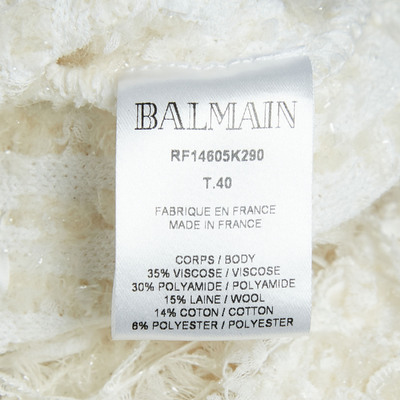 BALMAIN
RF14605K290
T.40
FABRIQUE EN FRANCE
MADE IN FRANCE
CORPS / BODY
35% VISCOSE / VISCOSE
30% POLYAMIDE / POLYAMIDE
15% LAINE / WOOL
14% COTON / COTTON
6% POLYESTER / POLYESTER